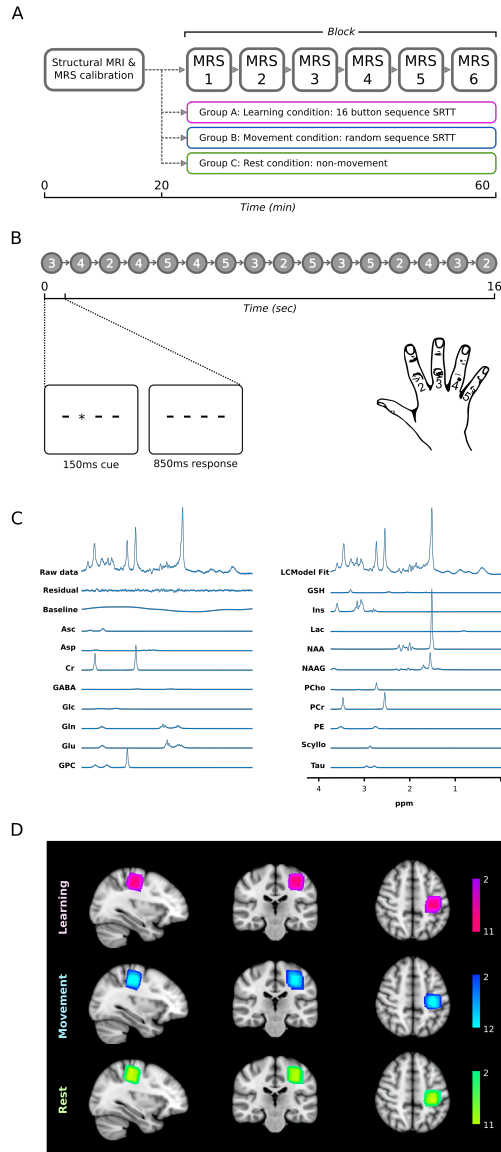 A
Block
Structural MRI &
MRS calibration
MRS
1
MRS
2
MRS
3
MRS
4
MRS
5
MRS
6
Group A: Learning condition: 16 button sequence SRTT
Group B: Movement condition: random sequence SRTT
Group C: Rest condition: non-movement
0 20 60
Time (min)
B
3 4 2 4 5 4 5 3 2 5 3 5 2 4 3 2
0 16
Time (sec)
- * - -
- - - -
150ms cue
850ms response
2 3 4 5
C
Raw data
Residual
Baseline
Asc
Asp
Cr
GABA
Glc
Gln
Glu
GPC
LCModel Fit
GSH
Ins
Lac
NAA
NAAG
PCho
PCr
PE
Scyllo
Tau
4 3 2 1
ppm
D
Learning
2
11
Movement
2
12
Rest
2
11